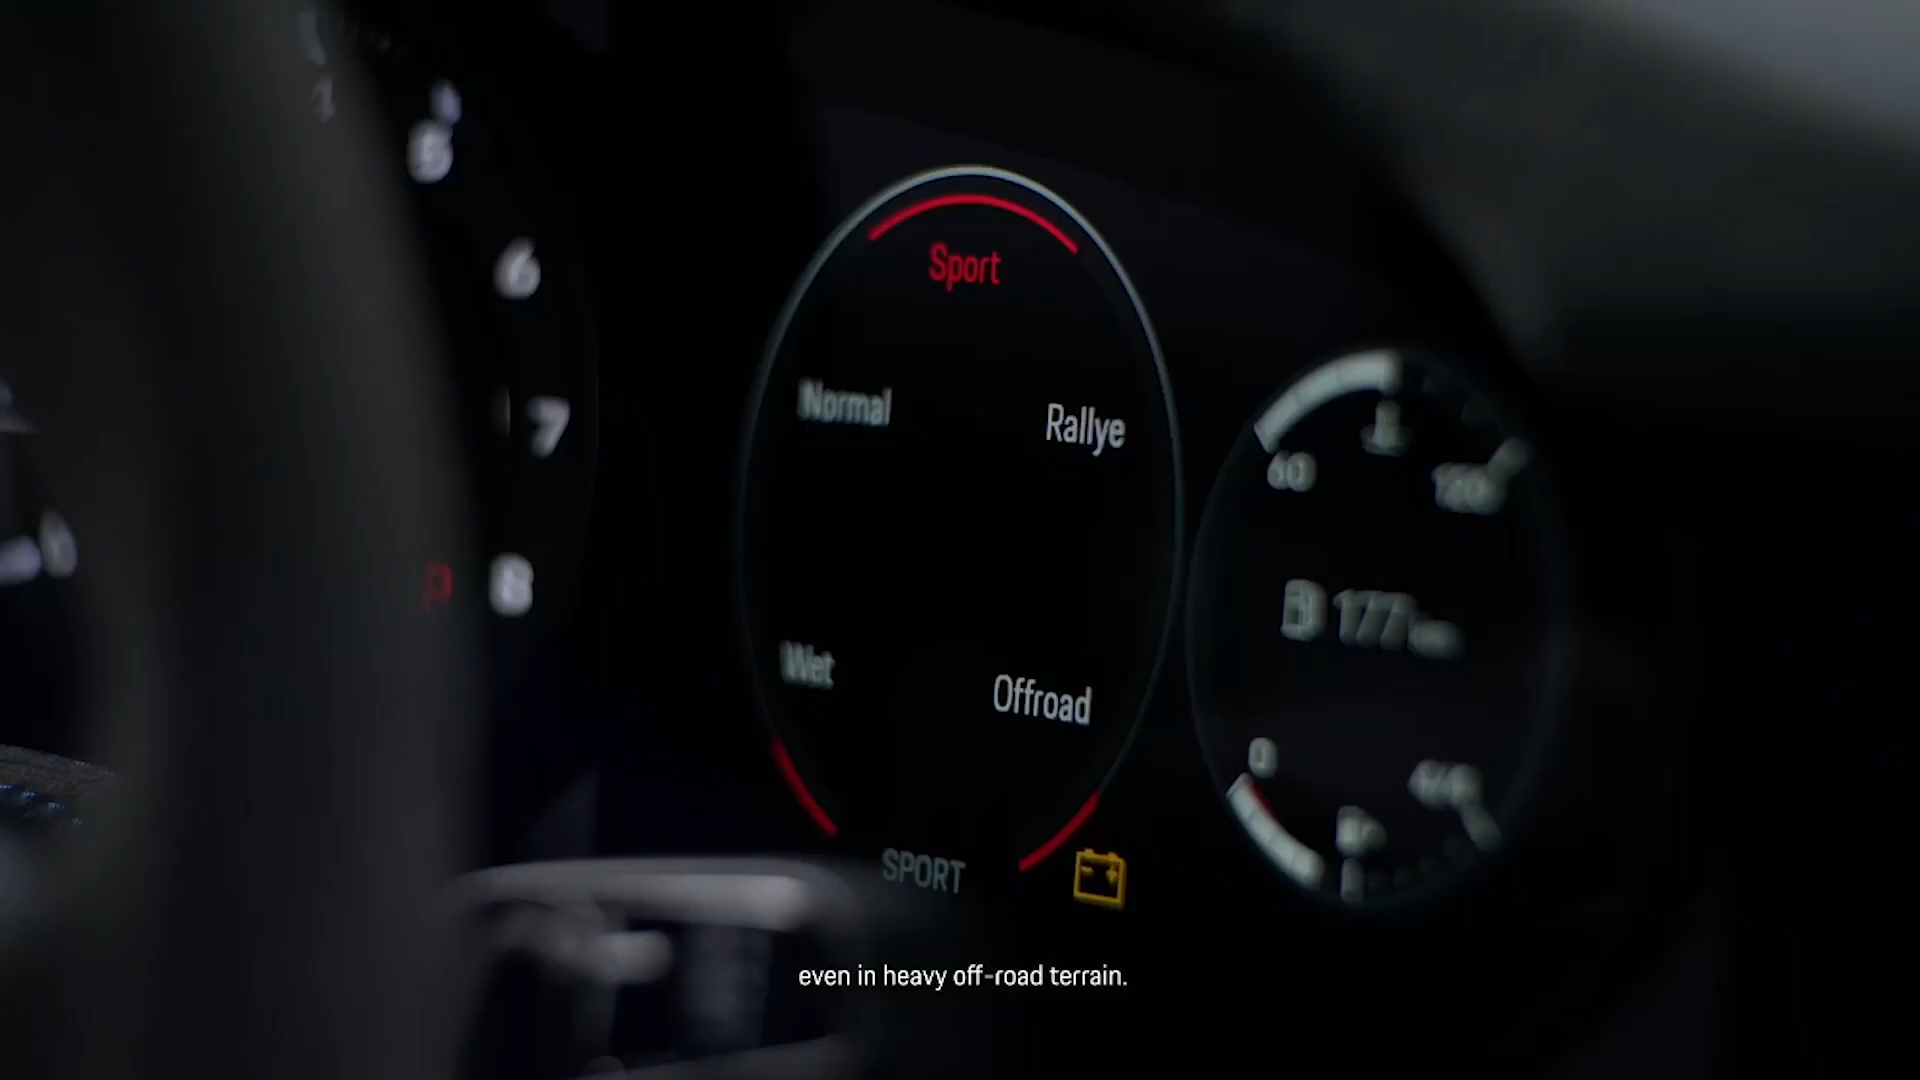 5
6
7
8
Sport
Normal
Rallye
Wet
Offroad
SPORT
60
120
177
0
even in heavy off-road terrain.